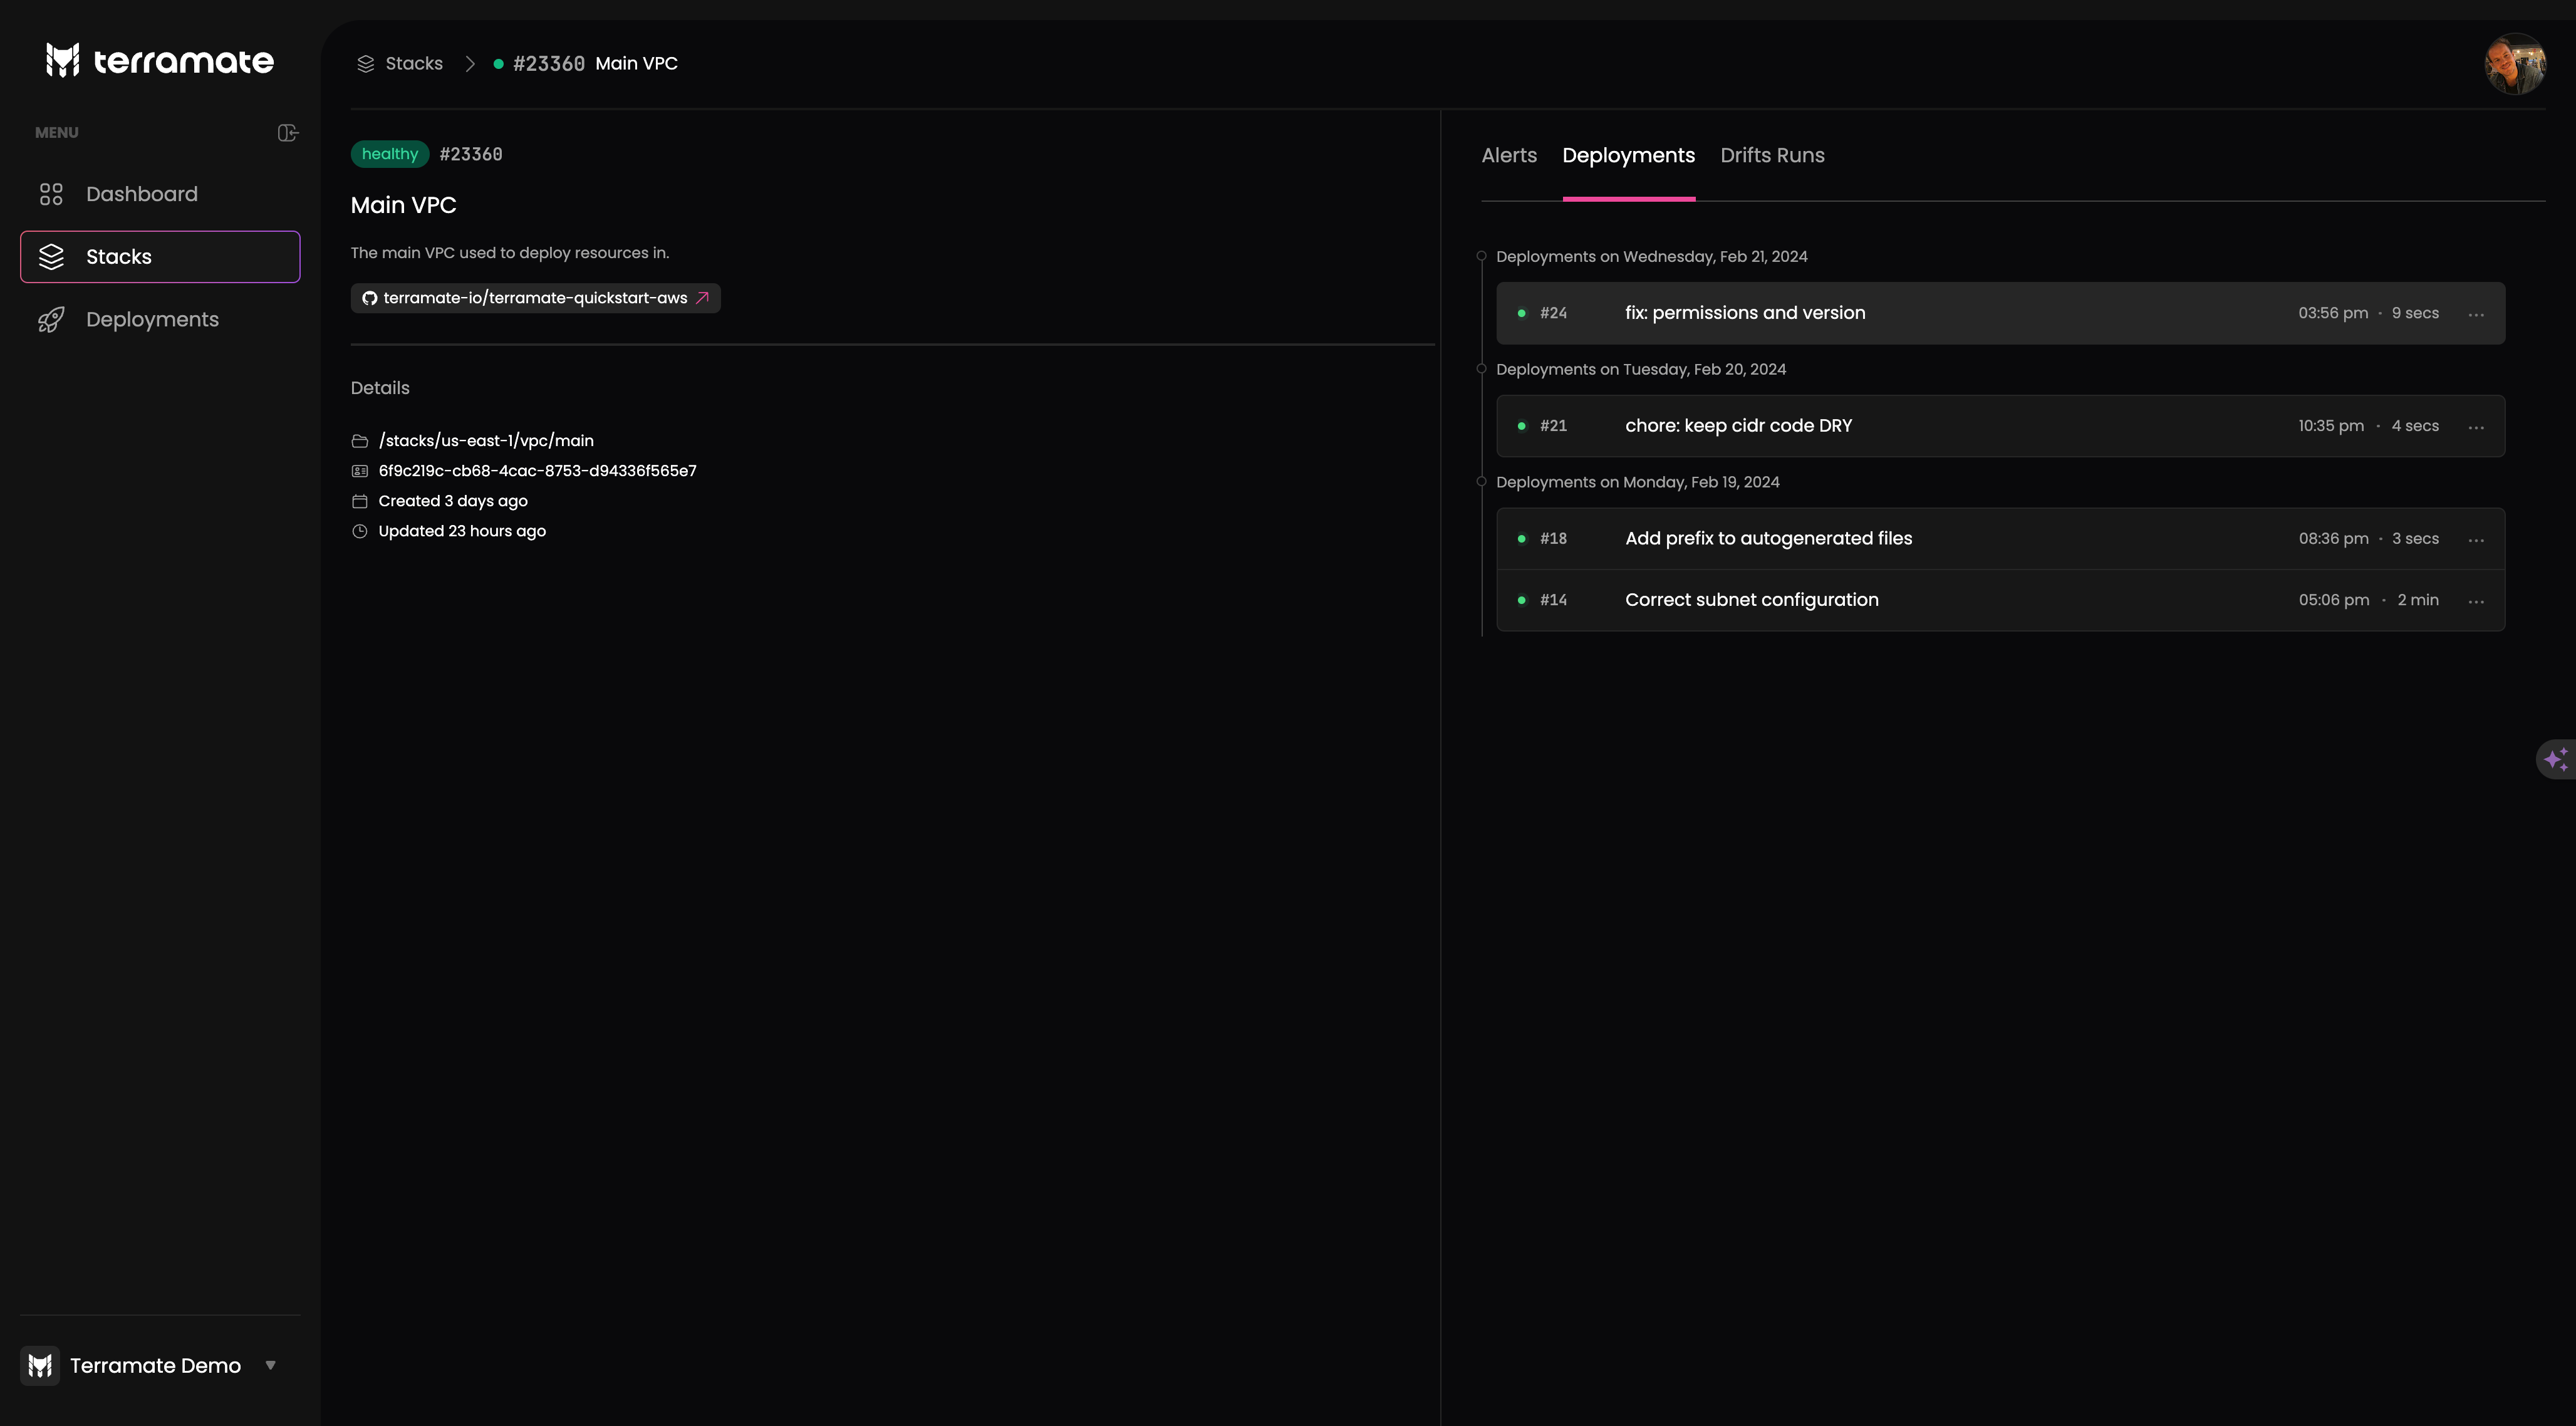 terramate
MENU
Dashboard
Stacks
Deployments
Terramate Demo
Stacks #23360 Main VPC
healthy #23360
Main VPC
The main VPC used to deploy resources in.
terramate-io/terramate-quickstart-aws
Details
/stacks/us-east-1/vpc/main
6f9c219c-cb68-4cac-8753-d94336f565e7
Created 3 days ago
Updated 23 hours ago
Alerts Deployments Drifts Runs
Deployments on Wednesday, Feb 21, 2024
#24 fix: permissions and version 03:56 pm · 9 secs ...
Deployments on Tuesday, Feb 20, 2024
#21 chore: keep cidr code DRY 10:35 pm · 4 secs ...
Deployments on Monday, Feb 19, 2024
#18 Add prefix to autogenerated files 08:36 pm · 3 secs ...
#14 Correct subnet configuration 05:06 pm · 2 min ...